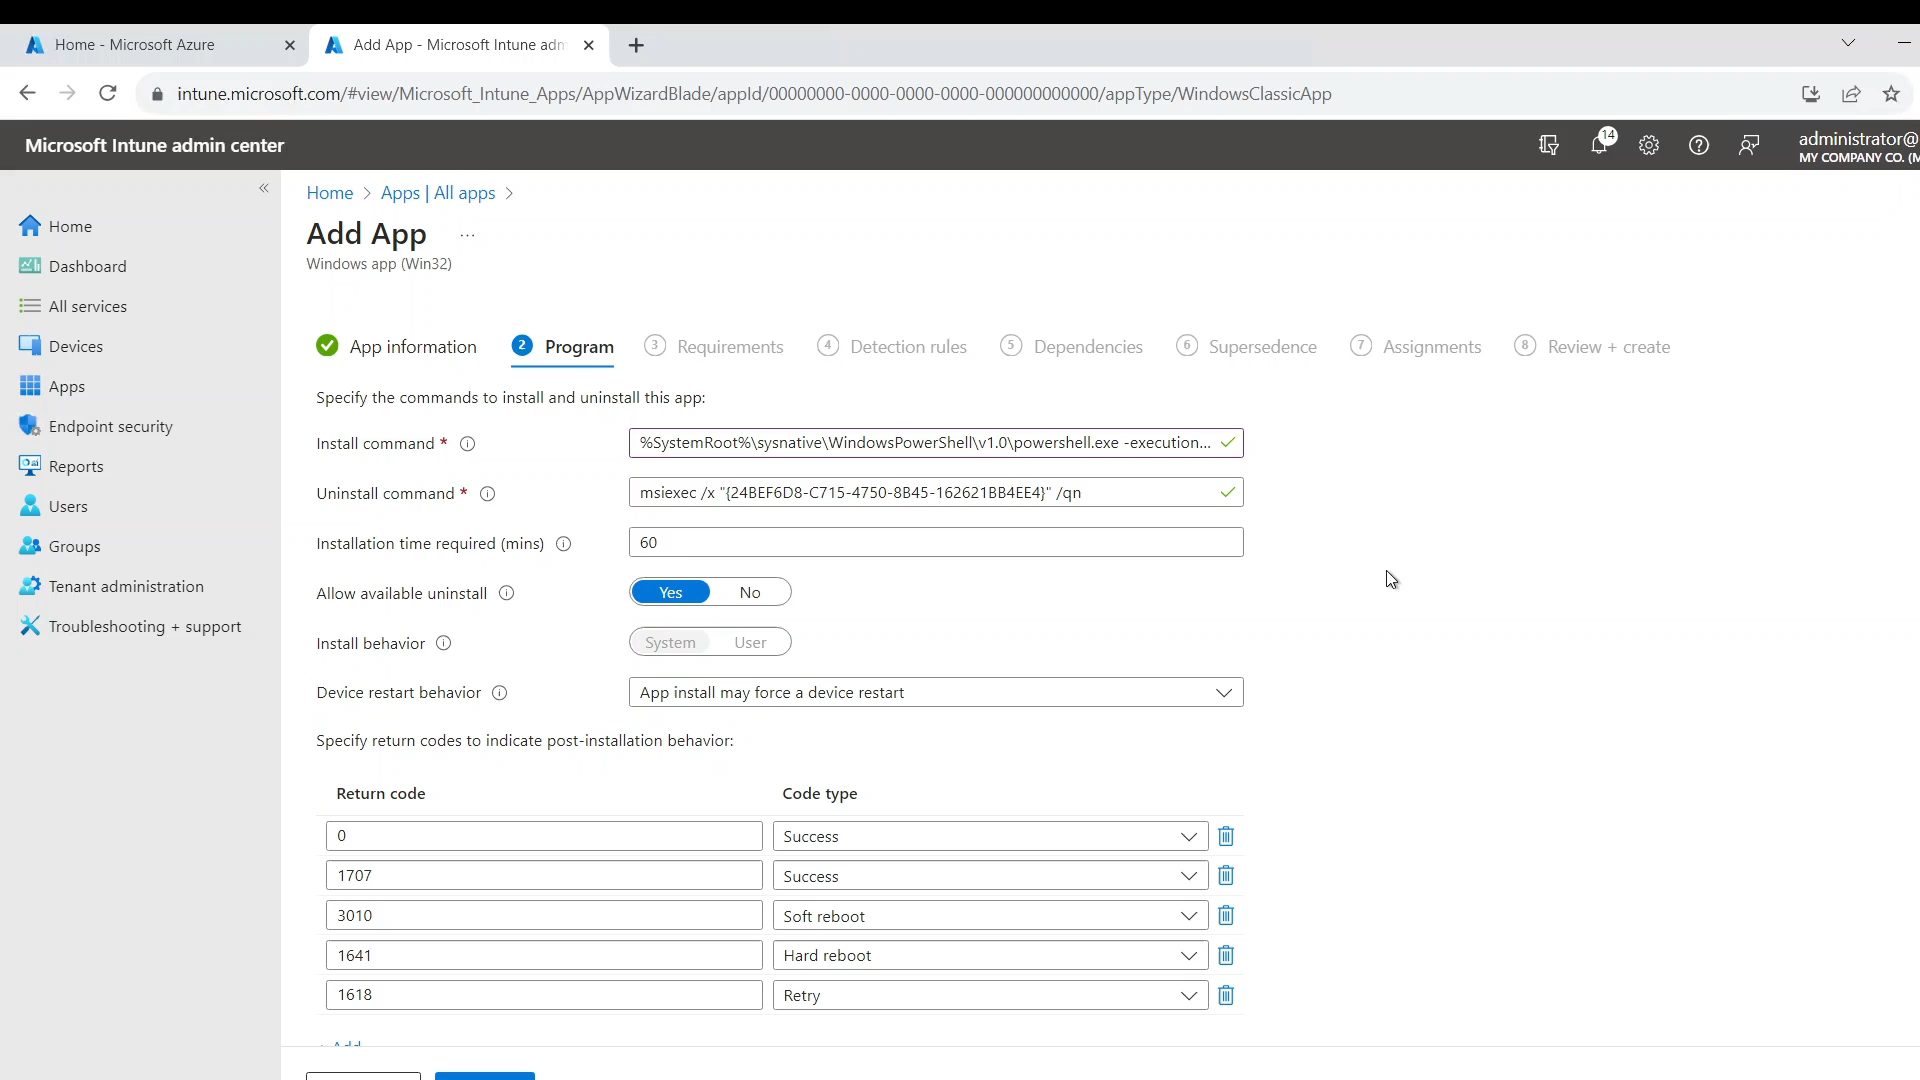 Home - Microsoft Azure
Add App - Microsoft Intune adm
intune.microsoft.com/#view/Microsoft_Intune_Apps/AppWizardBlade/appId/00000000-0000-0000-0000-000000000000/appType/WindowsClassicApp
Microsoft Intune admin center
14
administrator@
MY COMPANY CO. (M
Home
Dashboard
All services
Devices
Apps
Endpoint security
Reports
Users
Groups
Tenant administration
Troubleshooting + support
Home > Apps | All apps >
Add App ...
Windows app (Win32)
App information
2 Program
3 Requirements
4 Detection rules
5 Dependencies
6 Supersedence
7 Assignments
8 Review + create
Specify the commands to install and uninstall this app:
Install command * %SystemRoot%\sysnative\WindowsPowerShell\v1.0\powershell.exe -execution...
Uninstall command * msiexec /x "{24BEF6D8-C715-4750-8B45-162621BB4EE4}" /qn
Installation time required (mins) 60
Allow available uninstall Yes No
Install behavior System User
Device restart behavior App install may force a device restart
Specify return codes to indicate post-installation behavior:
Return code Code type
0 Success
1707 Success
3010 Soft reboot
1641 Hard reboot
1618 Retry
+ Add